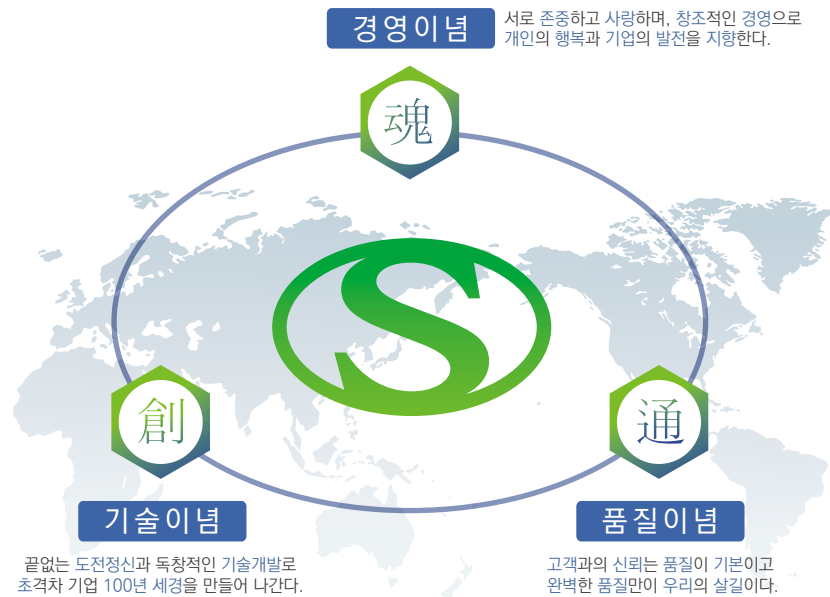 경영이념
서로 존중하고 사랑하며, 창조적인 경영으로
개인의 행복과 기업의 발전을 지향한다.
魂
S
創
通
기술이념
끝없는 도전정신과 독창적인 기술개발로
초격차 기업 100년 세경을 만들어 나간다.
품질이념
고객과의 신뢰는 품질이 기본이고
완벽한 품질만이 우리의 살길이다.